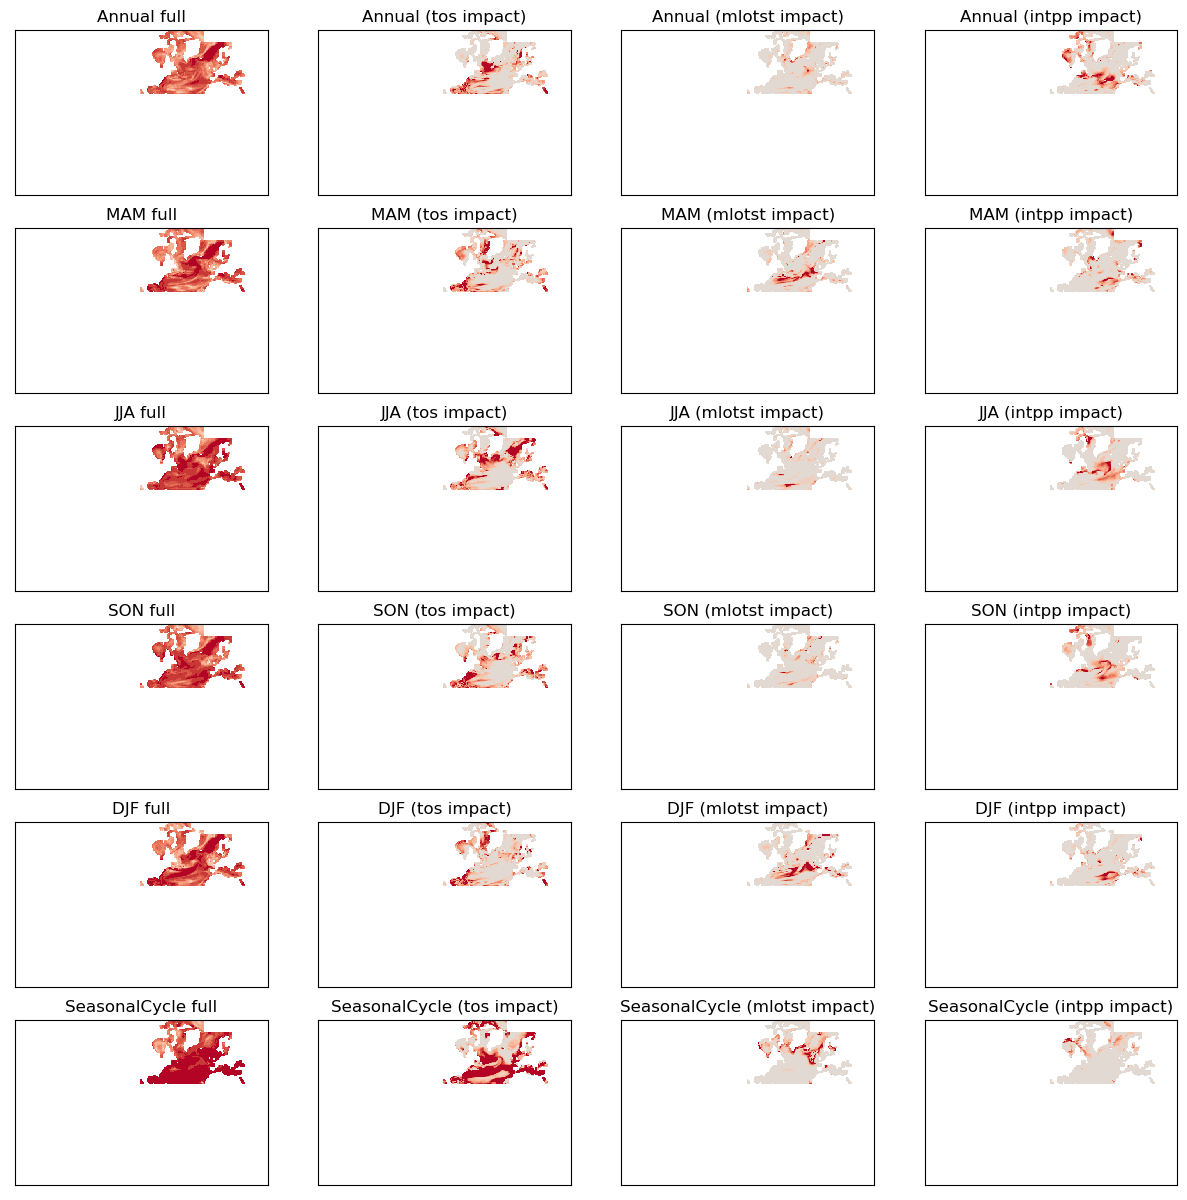 Annual full
Annual (tos impact)
Annual (mlotst impact)
Annual (intpp impact)
MAM full
MAM (tos impact)
MAM (mlotst impact)
MAM (intpp impact)
JJA full
JJA (tos impact)
JJA (mlotst impact)
JJA (intpp impact)
SON full
SON (tos impact)
SON (mlotst impact)
SON (intpp impact)
DJF full
DJF (tos impact)
DJF (mlotst impact)
DJF (intpp impact)
SeasonalCycle full
SeasonalCycle (tos impact)
SeasonalCycle (mlotst impact)
SeasonalCycle (intpp impact)